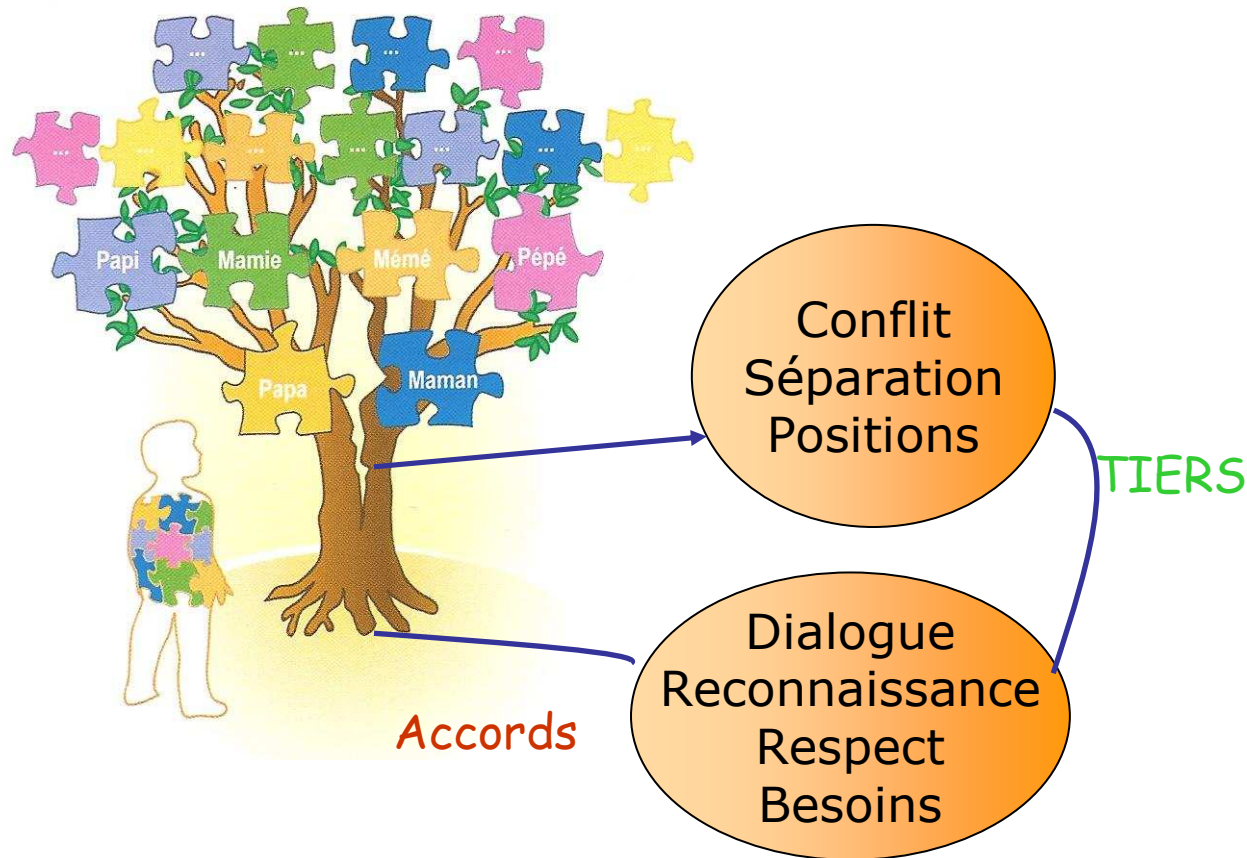 ... ... ... ...
... ... ... ... ... ... ...
Papi Mamie Mémé Pépé
Papa Maman
Conflit
Séparation
Positions
TIERS
Dialogue
Reconnaissance
Respect
Besoins
Accords